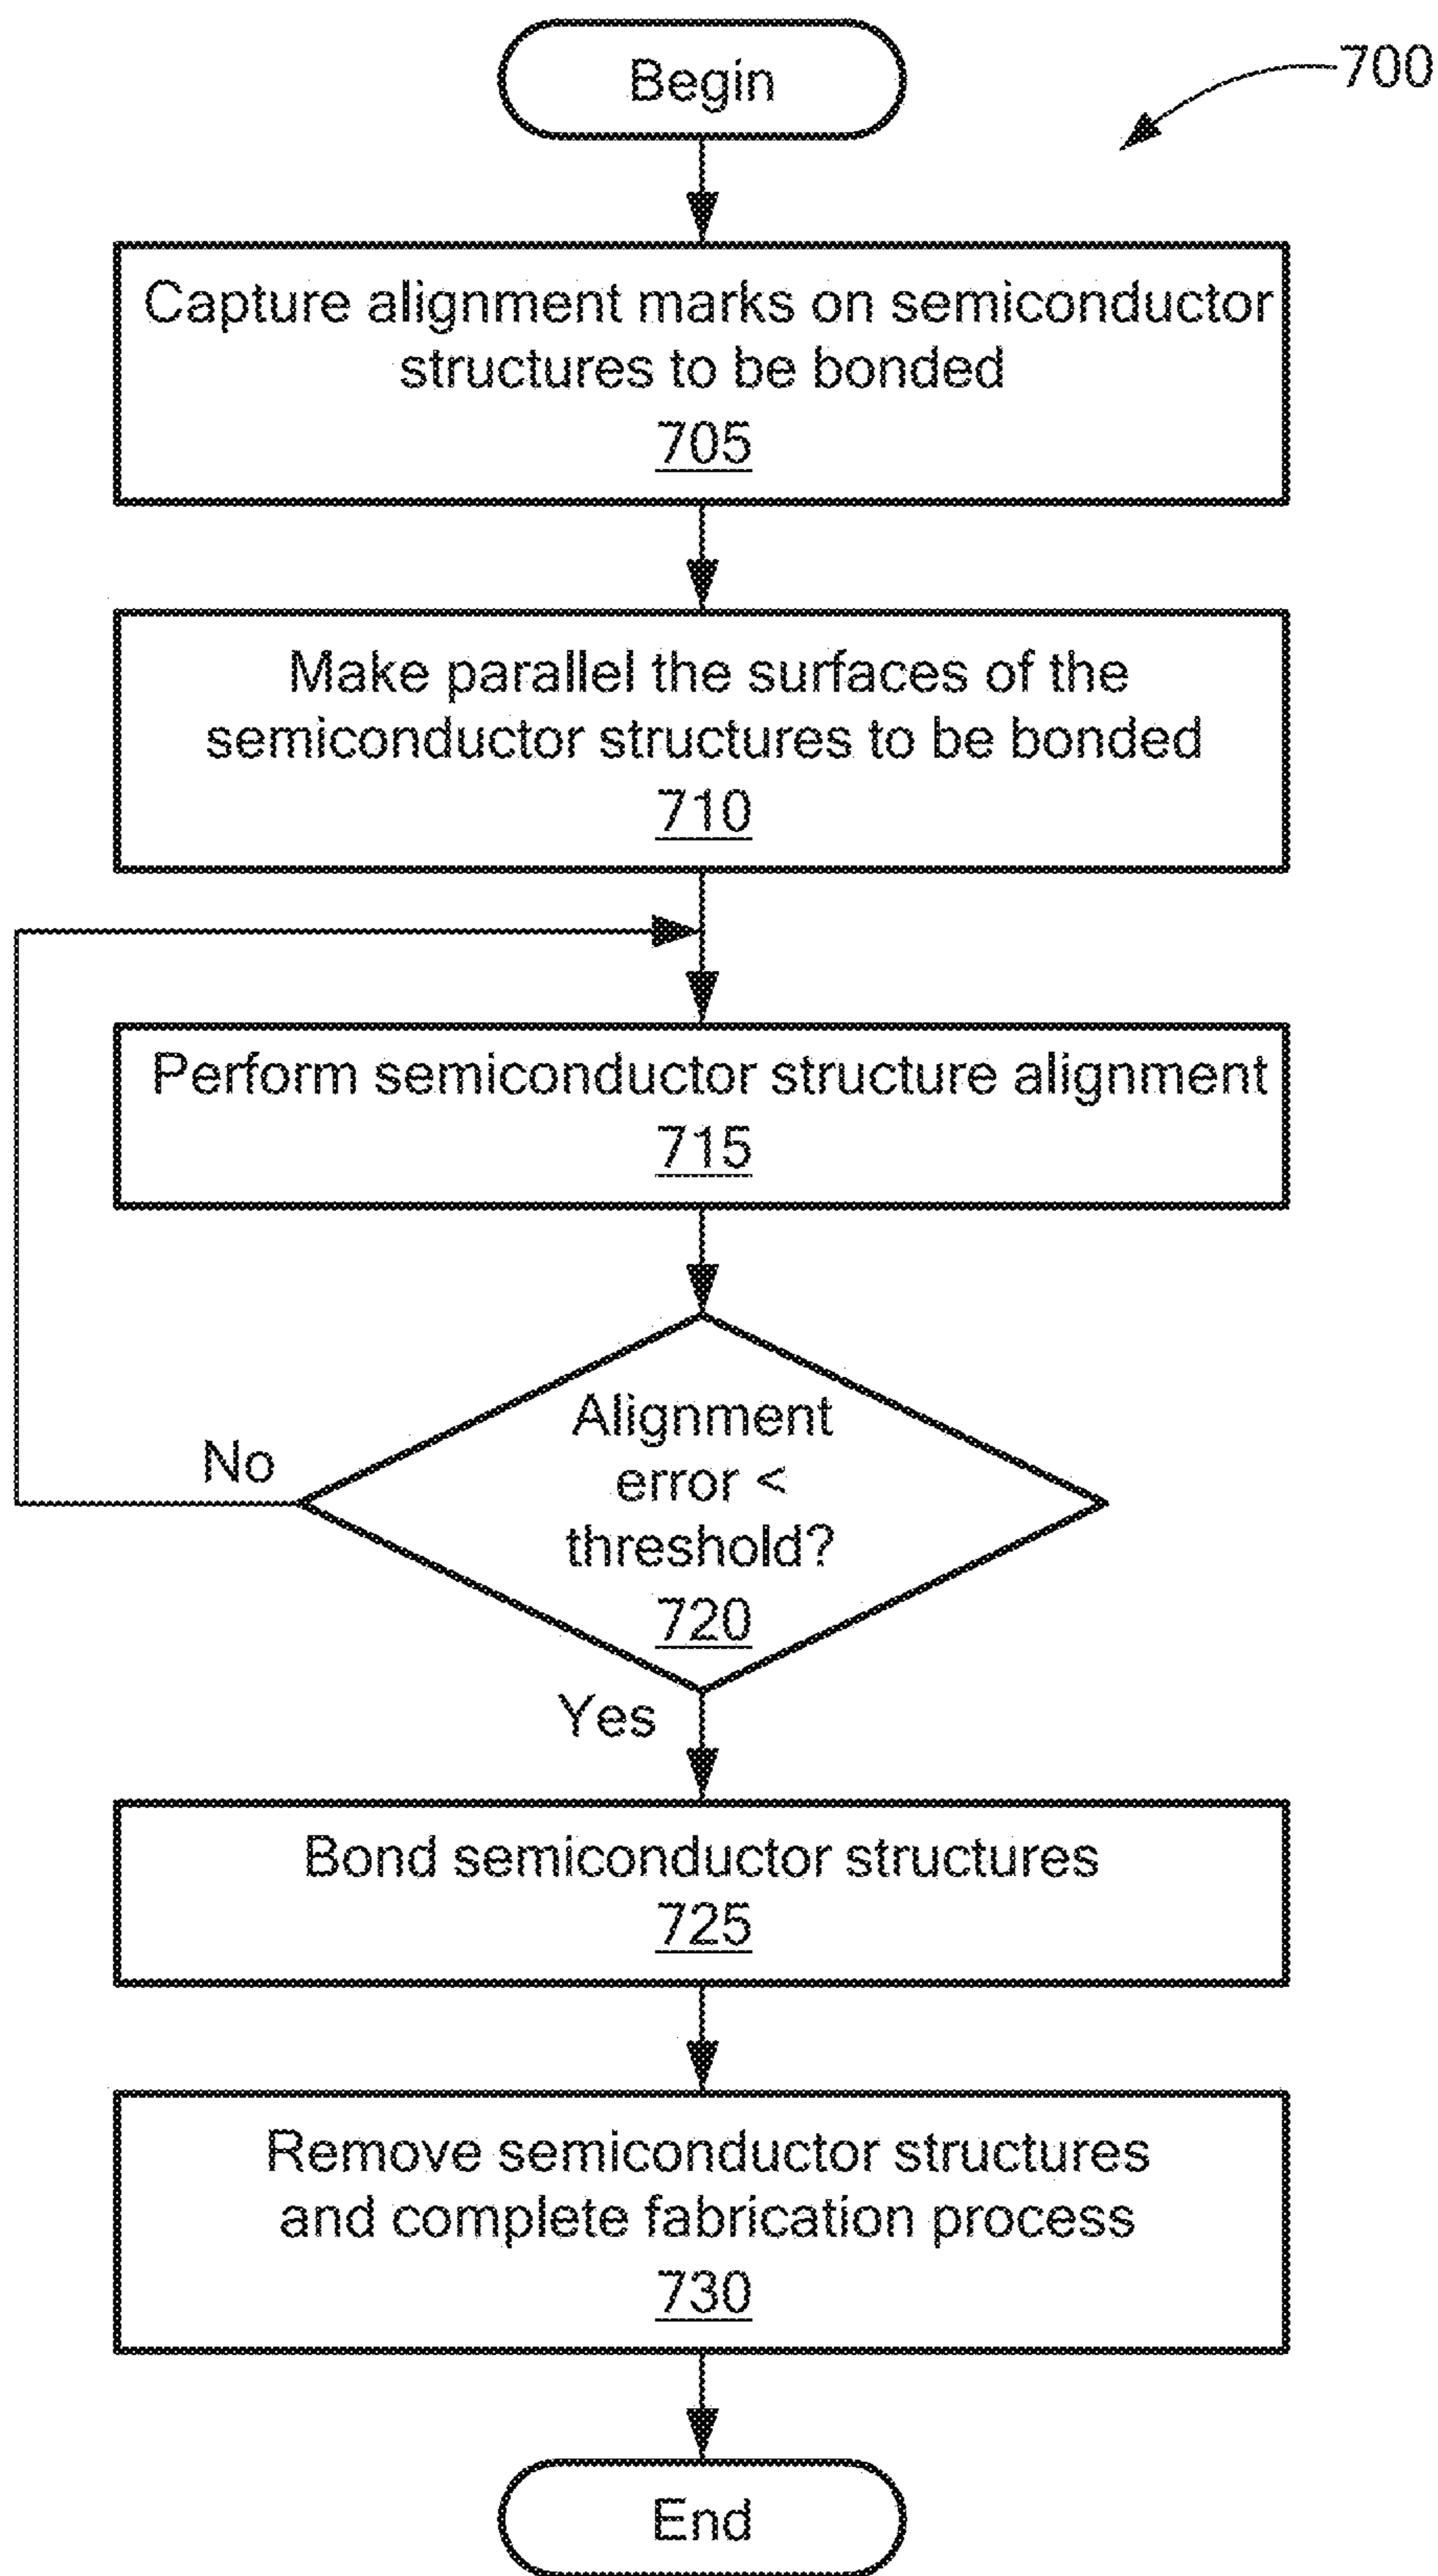 Begin
700
Capture alignment marks on semiconductor
structures to be bonded
705
Make parallel the surfaces of the
semiconductor structures to be bonded
710
Perform semiconductor structure alignment
715
Alignment
error <
threshold?
720
No
Yes
Bond semiconductor structures
725
Remove semiconductor structures
and complete fabrication process
730
End